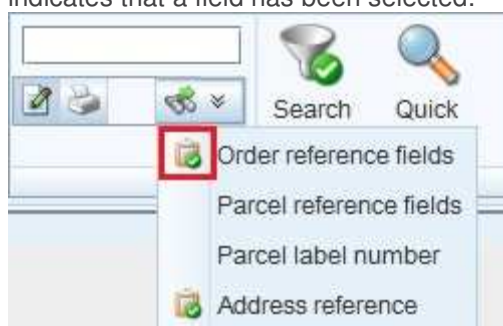 indicates that a field has been selected.
Search Quick
Order reference fields
Parcel reference fields
Parcel label number
Address reference